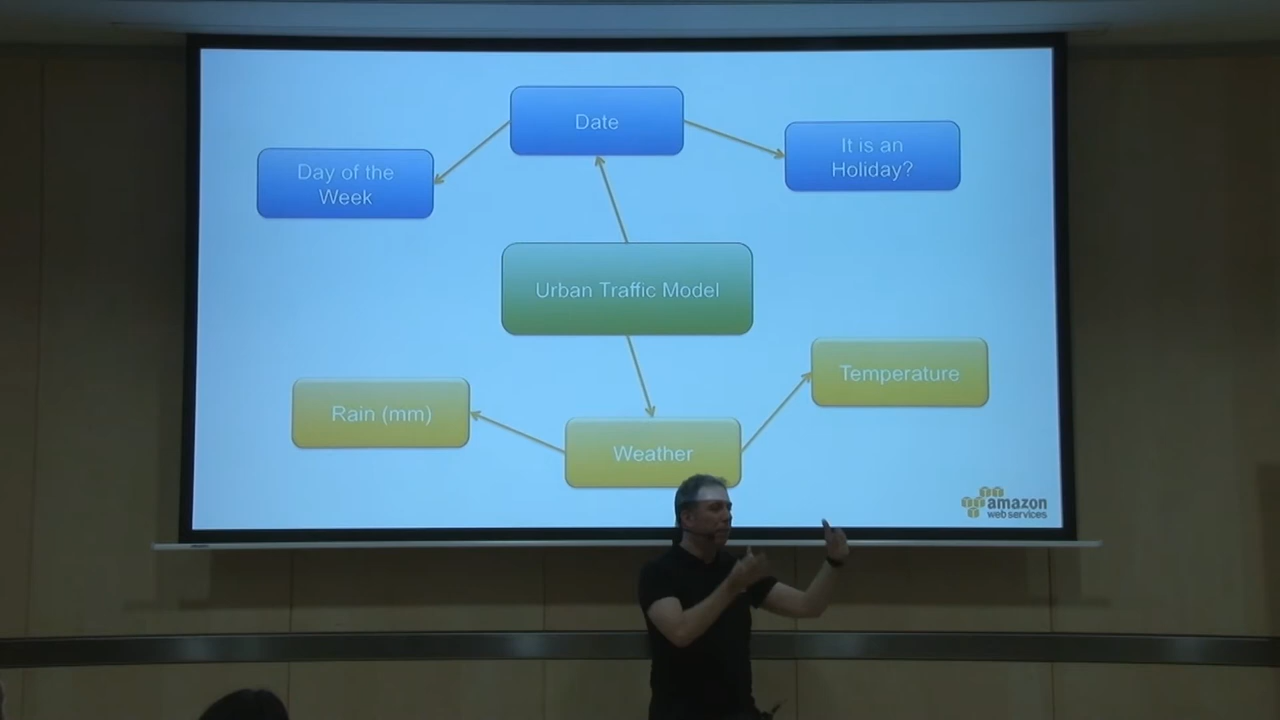 Date
It is an
Holiday?
Day of the
Week
Urban Traffic Model
Temperature
Rain (mm)
Weather
amazon
web services